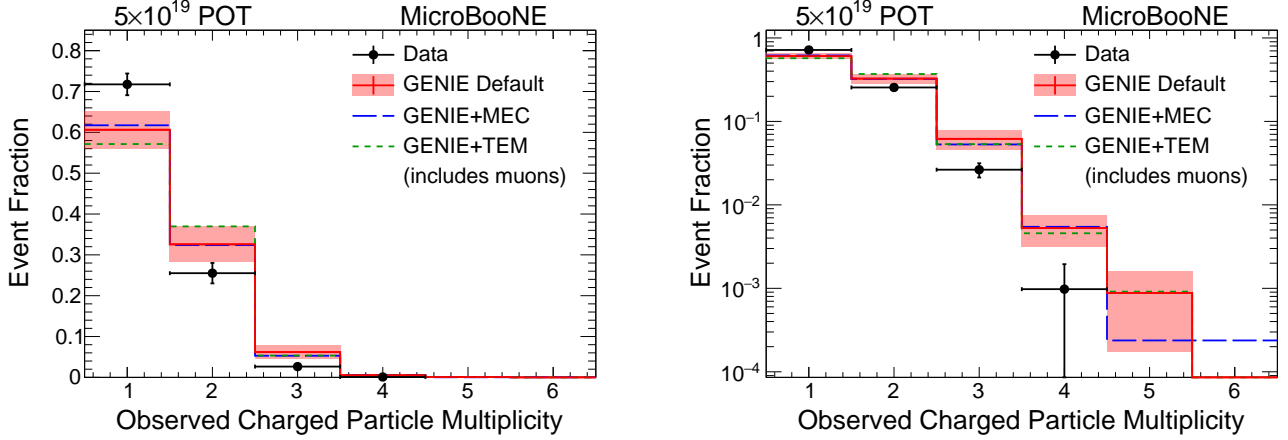 5×10¹⁹ POT MicroBooNE
0.8
0.7
0.6
0.5
0.4
0.3
0.2
0.1
0
Event Fraction
Data
GENIE Default
GENIE+MEC
GENIE+TEM
(includes muons)
1 2 3 4 5 6
Observed Charged Particle Multiplicity
5×10¹⁹ POT MicroBooNE
1
10⁻¹
10⁻²
10⁻³
10⁻⁴
Event Fraction
Data
GENIE Default
GENIE+MEC
GENIE+TEM
(includes muons)
1 2 3 4 5 6
Observed Charged Particle Multiplicity